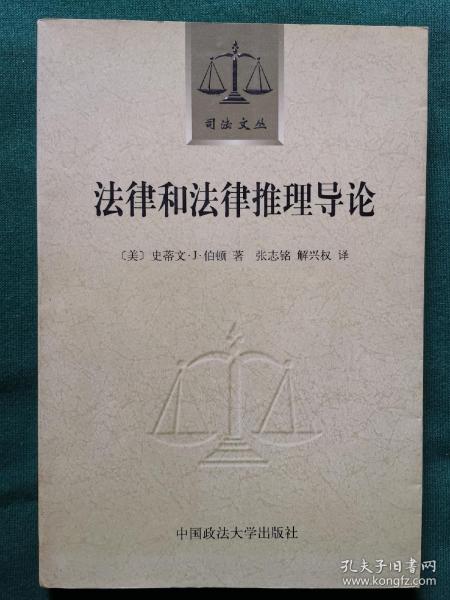 司法文丛
法律和法律推理导论
〔美〕史蒂文·J·伯顿 著 张志铭 解兴权 译
中国政法大学出版社
孔夫子旧书网
www.kongfz.com